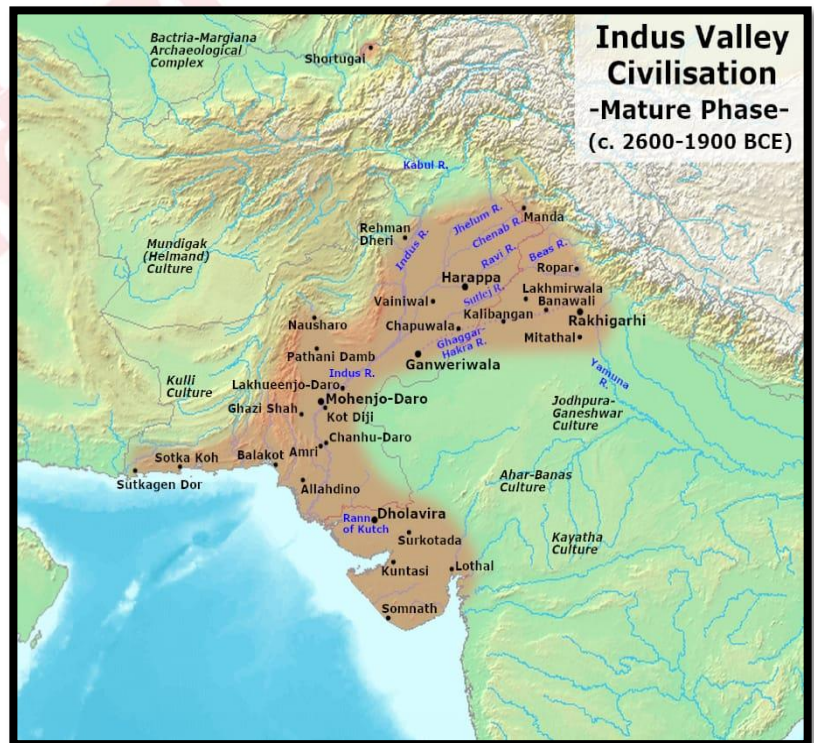 Indus Valley
Civilisation
-Mature Phase-
(c. 2600-1900 BCE)
Bactria-Margiana
Archaeological
Complex
Shortugai
Kabul R.
Manda
Rehman
Dheri
Indus R.
Jhelum R.
Chenab R.
Ravi R.
Beas R.
Mundigak
(Helmand)
Culture
Ropar
Harappa
Sutlej R.
Lakhmirwala
Vainiwal
Banawali
Nausharo
Chapuwala
Kalibangan
Rakhigarhi
Ghaggar-
Hakra R.
Mitathal
Pathani Damb
Ganweriwala
Yamuna
R.
Kulli
Culture
Indus R.
Lakhueenjo-Daro
Mohenjo-Daro
Ghazi Shah
Kot Diji
Jodhpura-
Ganeshwar
Culture
Chanhu-Daro
Amri
Sotka Koh
Balakot
Sutkagen Dor
Allahdino
Ahar-Banas
Culture
Dholavira
Rann
of Kutch
Surkotada
Kayatha
Culture
Kuntasi
Lothal
Somnath